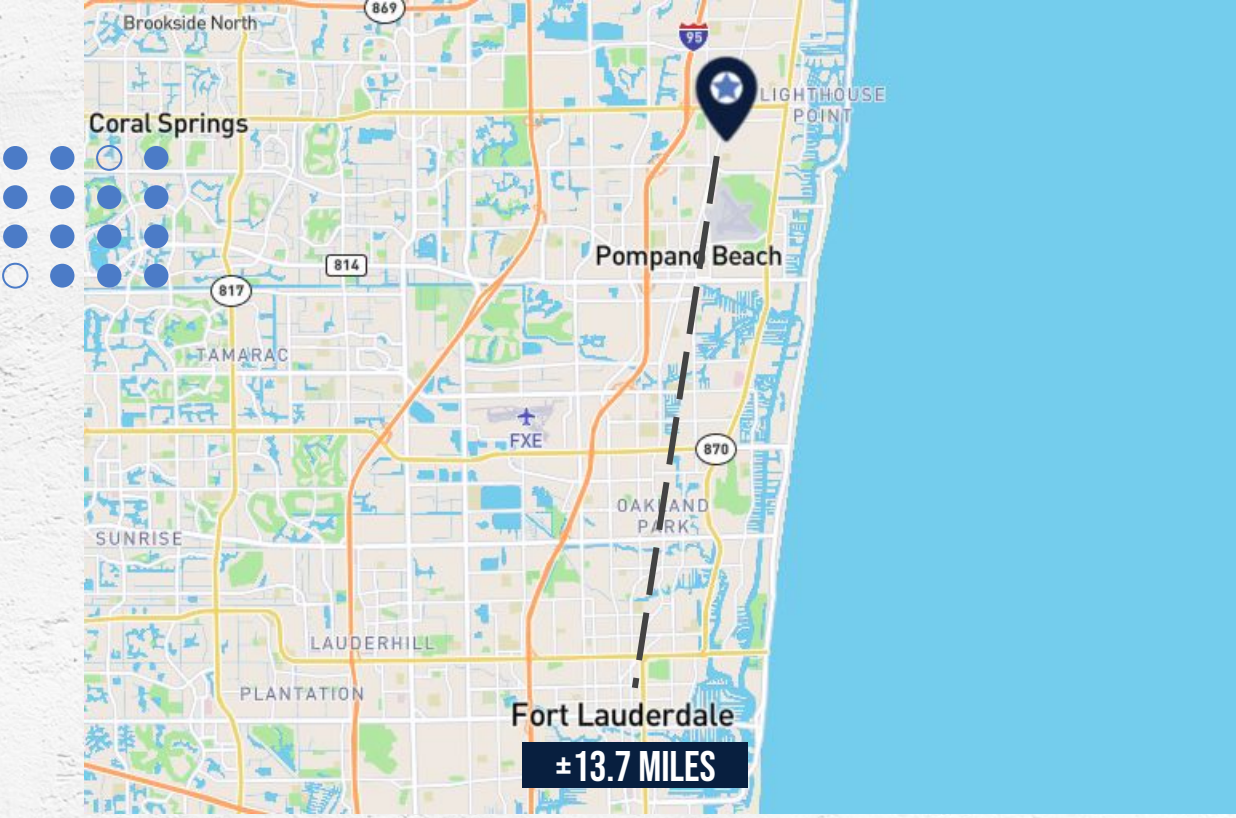 869
Brookside North
95
LIGHTHOUSE
POINT
Coral Springs
Pompano Beach
814
817
TAMARAC
FXE
870
OAKLAND
PARK
SUNRISE
LAUDERHILL
PLANTATION
Fort Lauderdale
±13.7 MILES